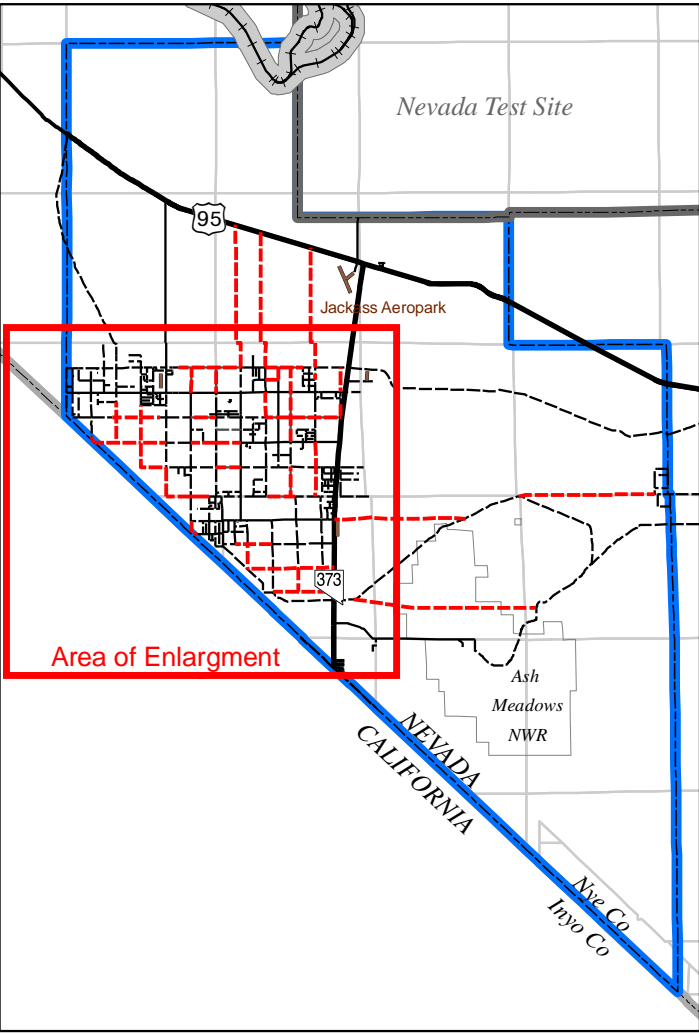 Nevada Test Site
95
Jackass Aeropark
373
Area of Enlargment
Ash
Meadows
NWR
NEVADA
CALIFORNIA
Nye Co
Inyo Co